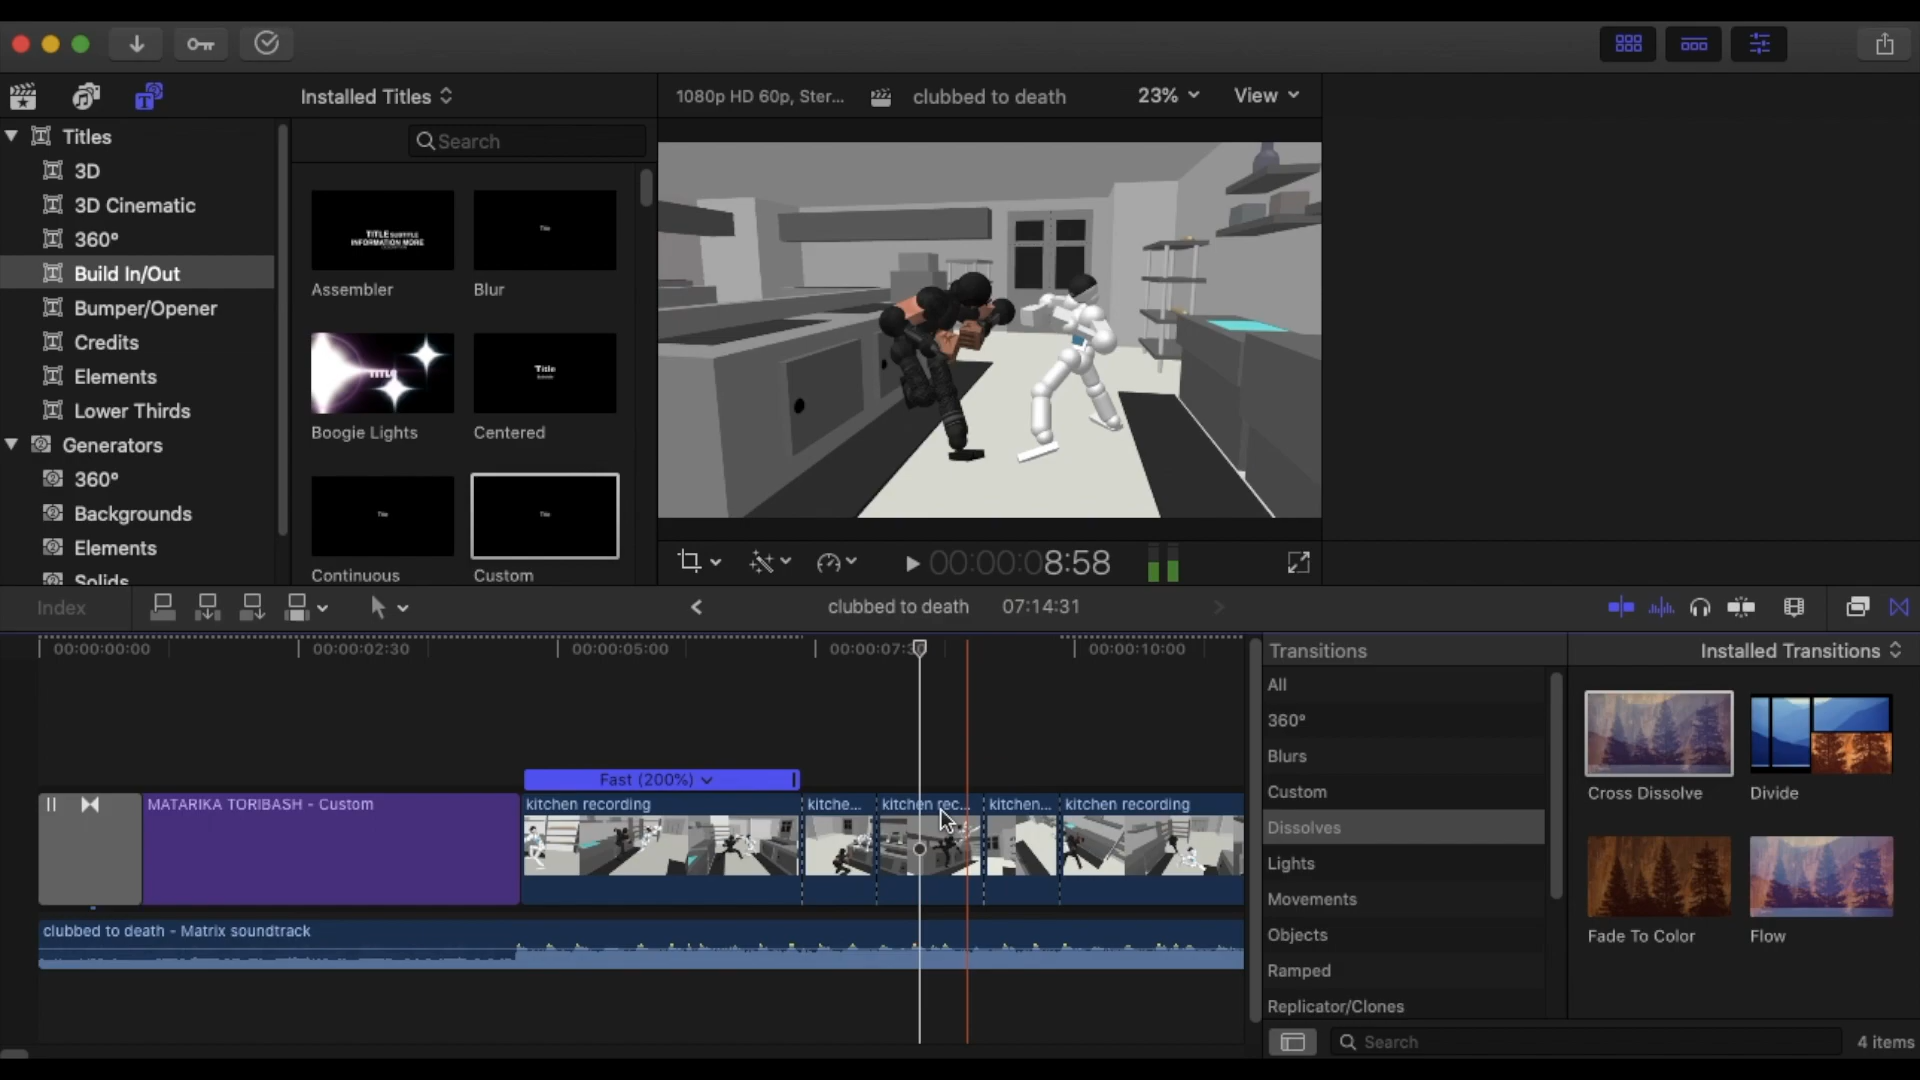 Installed Titles
1080p HD 60p, Ster...
clubbed to death
23%
View
Titles
3D
3D Cinematic
360°
Build In/Out
Bumper/Opener
Credits
Elements
Lower Thirds
Generators
360°
Backgrounds
Elements
Solids
Search
TITLE SUBTITLE
INFORMATION MORE
Assembler
Title
Blur
TITLE
Boogie Lights
Title
Centered
Title
Continuous
Title
Custom
00:00:08:58
Index
clubbed to death
07:14:31
00:00:00:00
00:00:02:30
00:00:05:00
00:00:07:30
00:00:10:00
Fast (200%)
MATARIKA TORIBASH - Custom
kitchen recording
kitche...
kitchen rec...
kitchen...
kitchen recording
clubbed to death - Matrix soundtrack
Transitions
All
360°
Blurs
Custom
Dissolves
Lights
Movements
Objects
Ramped
Replicator/Clones
Installed Transitions
Cross Dissolve
Divide
Fade To Color
Flow
Search
4 items